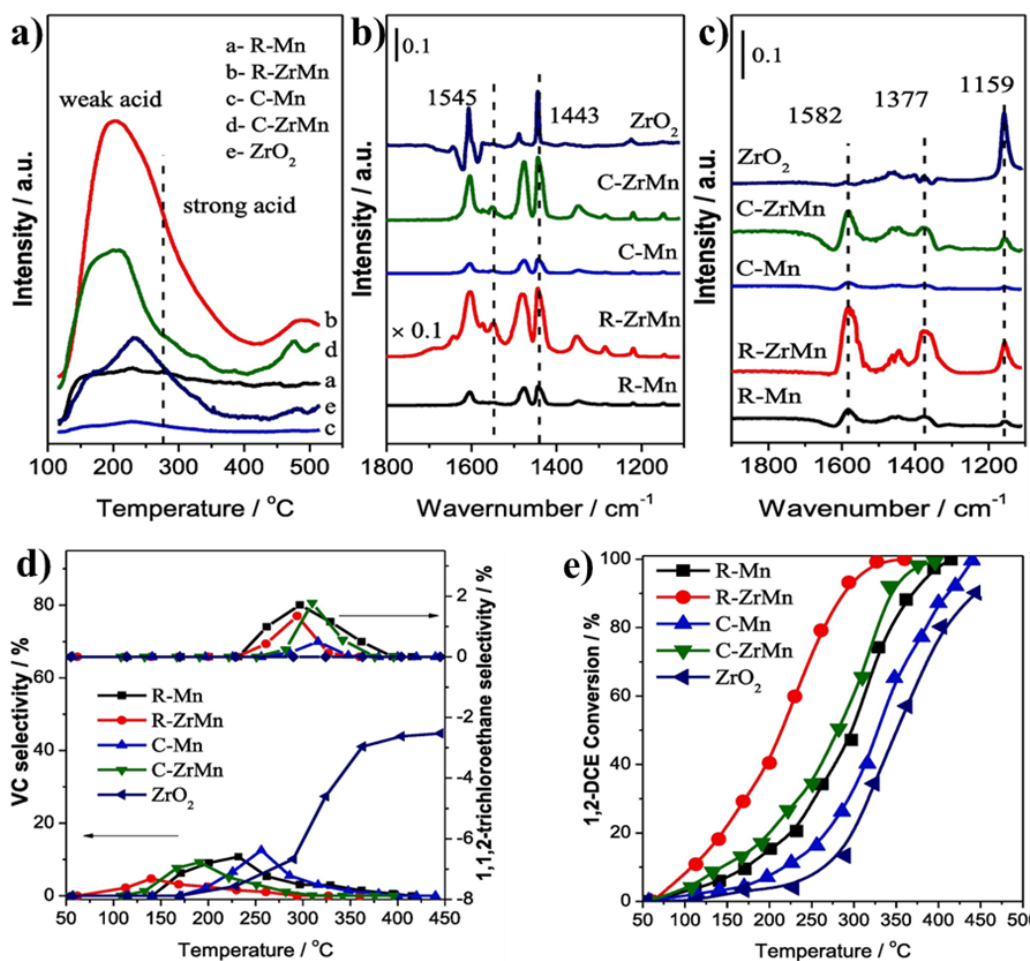 a)
a- R-Mn
b- R-ZrMn
c- C-Mn
d- C-ZrMn
e- ZrO2
weak acid
strong acid
b
d
a
e
c
Intensity / a.u.
100 200 300 400 500
Temperature / °C
b)
0.1
1545
1443
ZrO2
C-ZrMn
C-Mn
× 0.1
R-ZrMn
R-Mn
Intensity / a.u.
1600 1400 1200
Wavernumber / cm-1
c)
0.1
1582
1377
1159
ZrO2
C-ZrMn
C-Mn
R-ZrMn
R-Mn
Intensity / a.u.
1800 1600 1400 1200
Wavenumber / cm-1
d)
R-Mn
R-ZrMn
C-Mn
C-ZrMn
ZrO2
VC selectivity / %
80
60
40
20
0
1,1,2-trichloroethane selectivity / %
2
0
-2
-4
-6
-8
50 100 150 200 250 300 350 400 450
Temperature / °C
e)
R-Mn
R-ZrMn
C-Mn
C-ZrMn
ZrO2
1,2-DCE Conversion / %
100
80
60
40
20
0
50 100 150 200 250 300 350 400 450 500
Temperature / °C